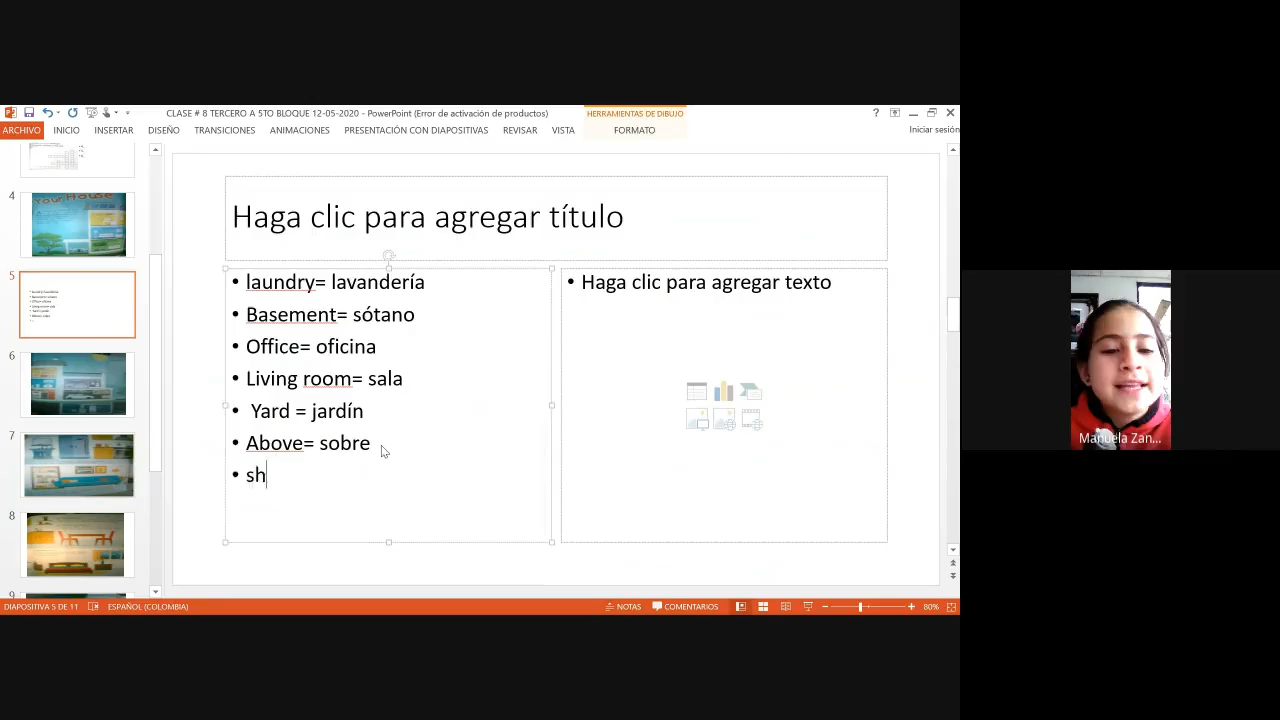 CLASE # 8 TERCERO A 5TO BLOQUE 12-05-2020 - PowerPoint (Error de activación de productos)
HERRAMIENTAS DE DIBUJO
?
ARCHIVO INICIO INSERTAR DISEÑO TRANSICIONES ANIMACIONES PRESENTACIÓN CON DIAPOSITIVAS REVISAR VISTA FORMATO Iniciar sesión
4
5
6
7
8
9
Your House
Haga clic para agregar título
• laundry= lavandería
• Basement= sótano
• Office= oficina
• Living room= sala
• Yard = jardín
• Above= sobre
• sh
• Haga clic para agregar texto
Manuela Zan...
DIAPOSITIVA 5 DE 11 ESPAÑOL (COLOMBIA) NOTAS COMENTARIOS 80%